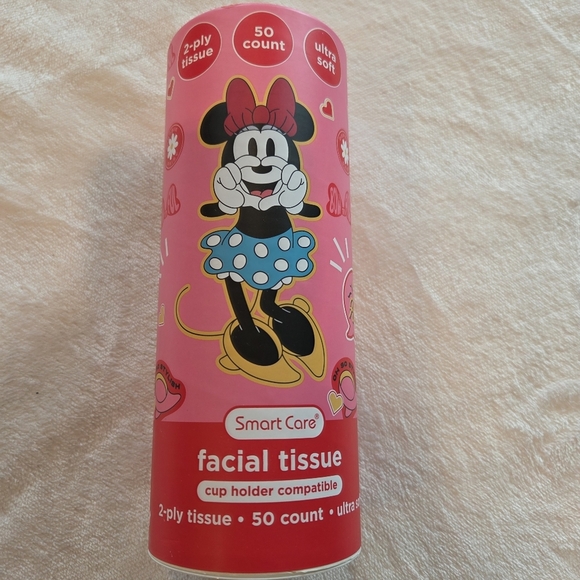 2-ply
tissue
50
count
ultra
soft
Smart Care®
facial tissue
cup holder compatible
2-ply tissue • 50 count • ultra